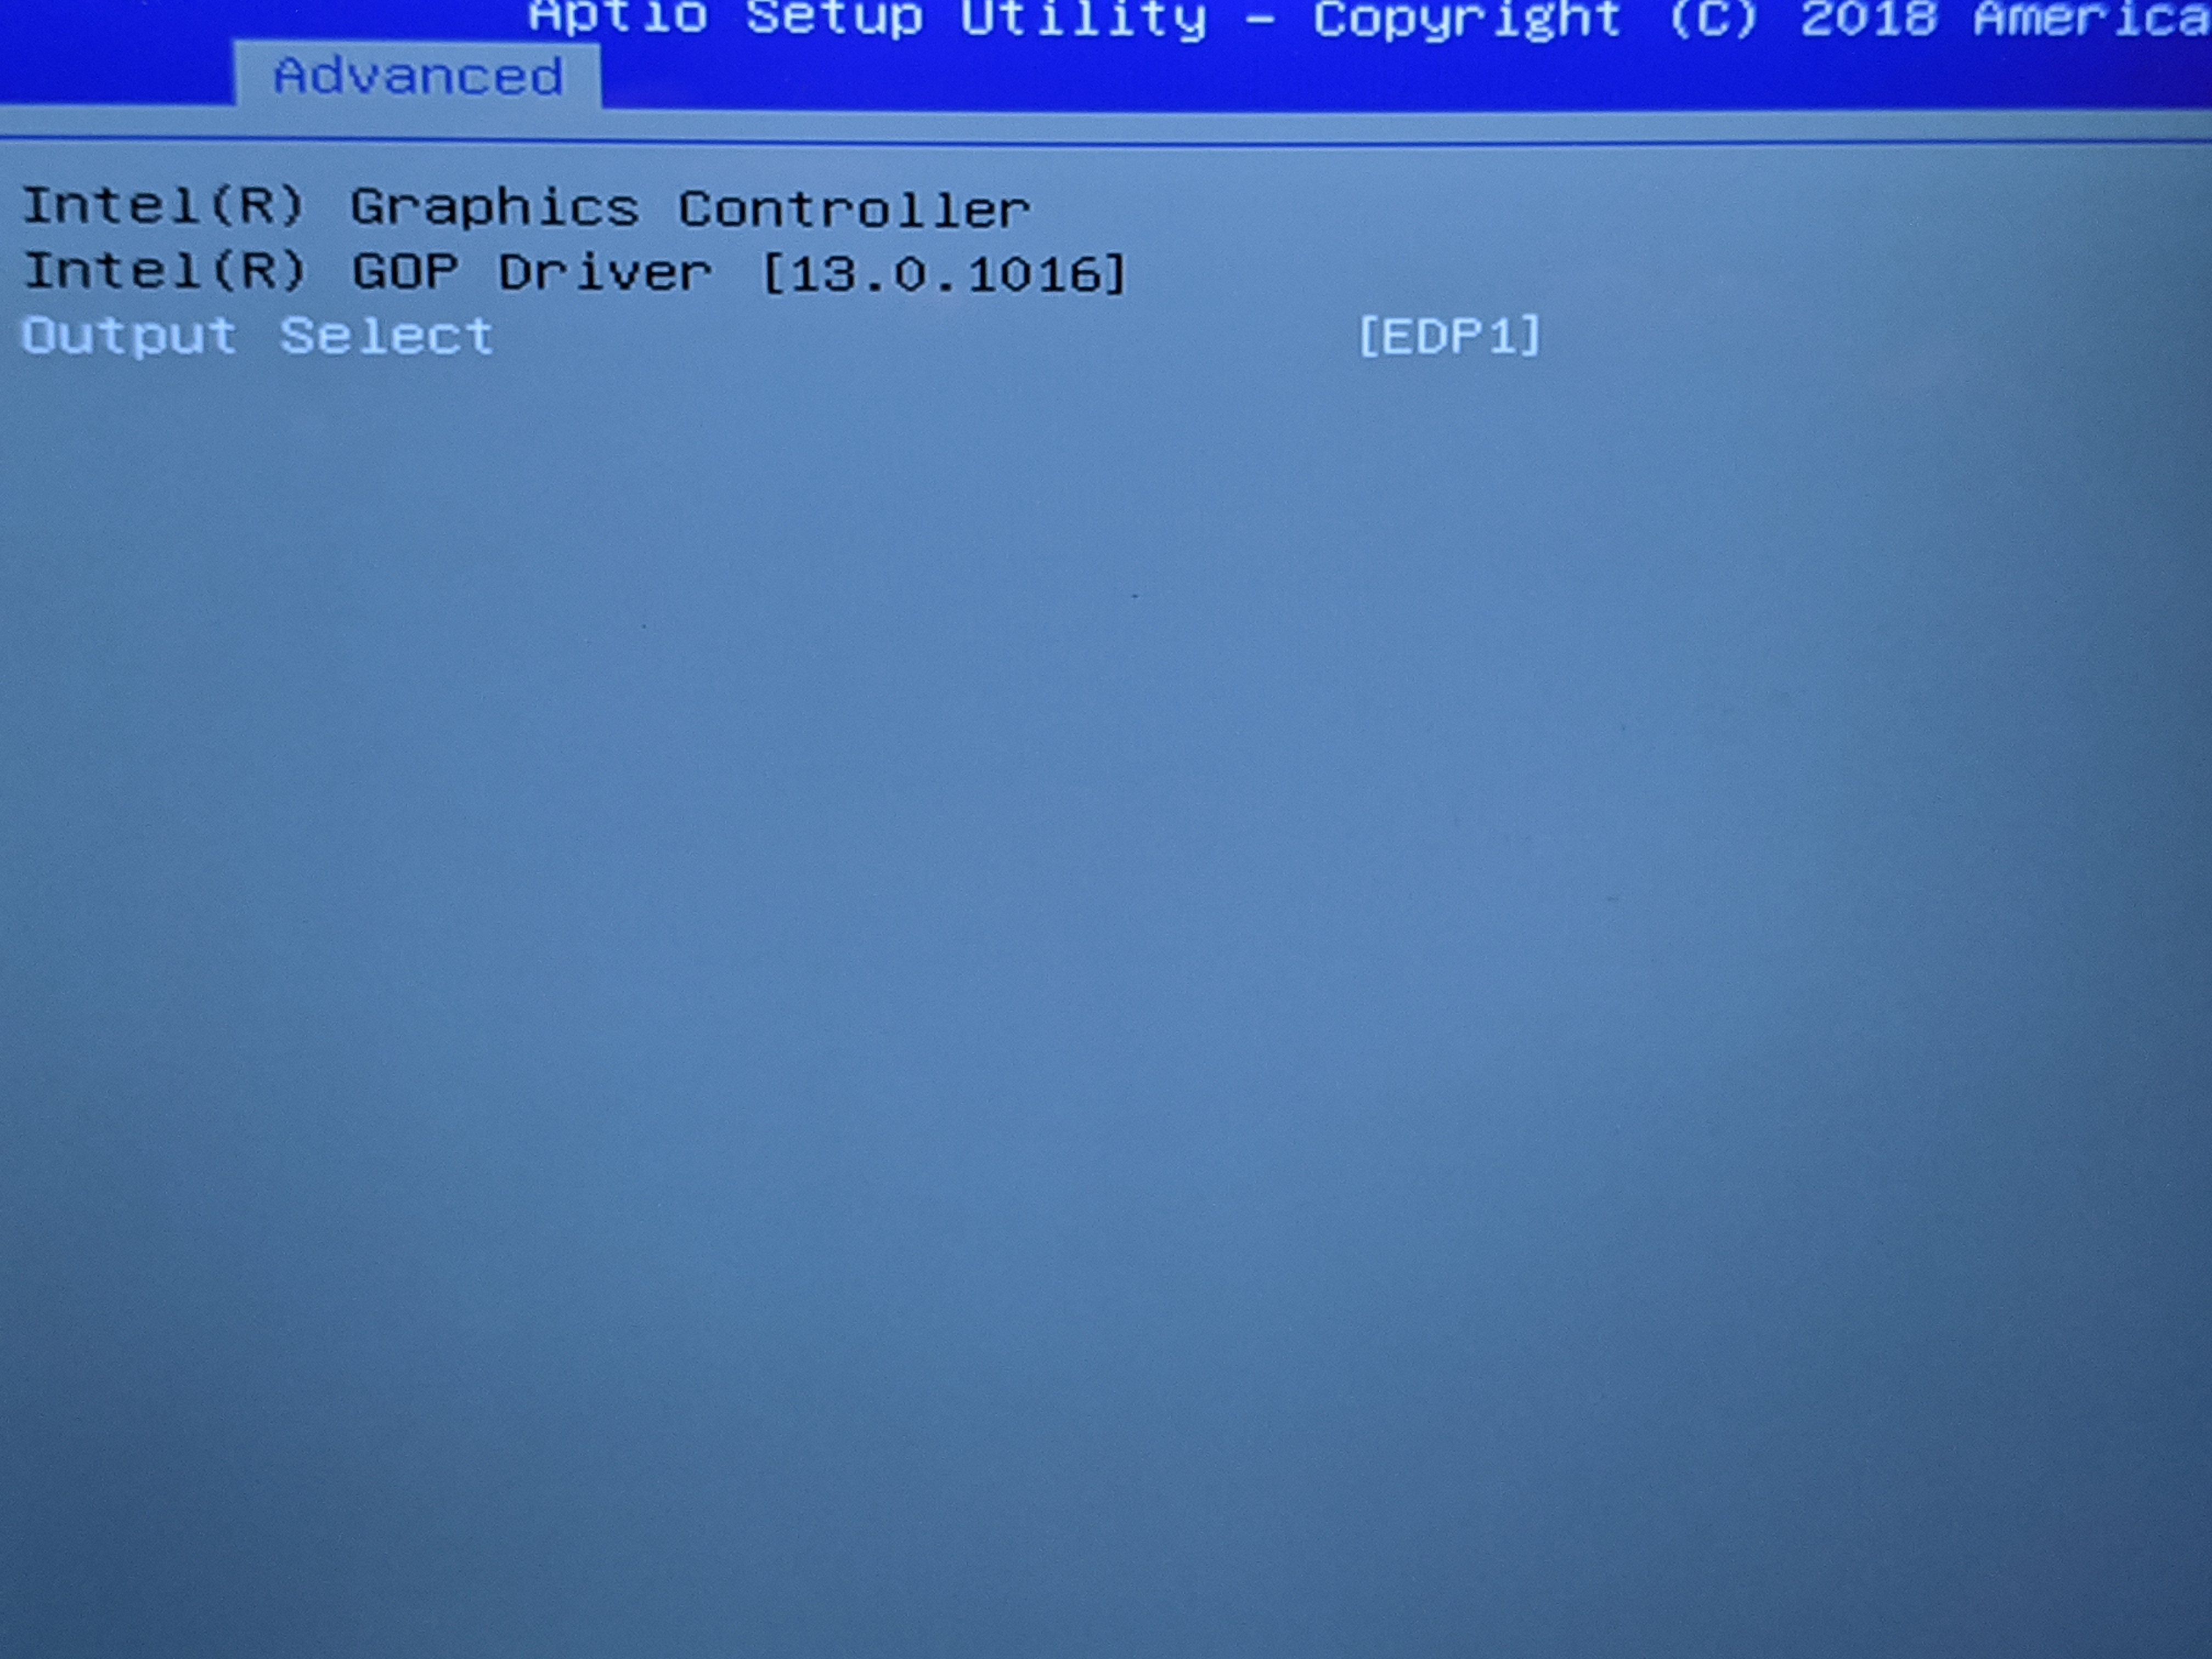 Aptio Setup Utility – Copyright (C) 2018 America
Advanced
Intel(R) Graphics Controller
Intel(R) GOP Driver [13.0.1016]
Output Select [EDP1]